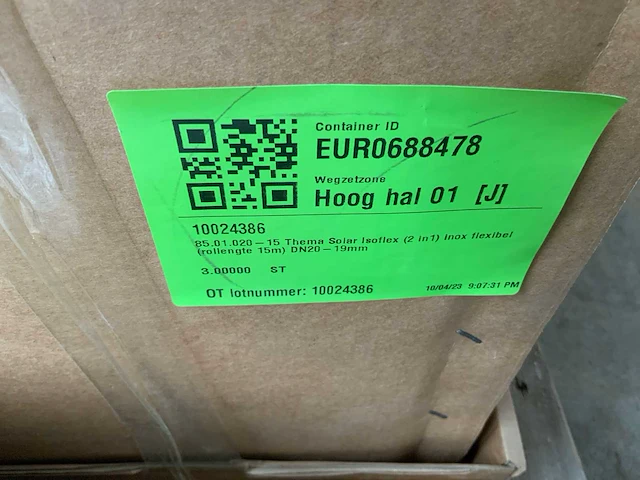 Container ID
EUR0688478
Wegzetzone
Hoog hal 01 [J]
10024386
85.01.020-15 Thema Solar Isoflex (2 in1) Inox flexibel
(rollengte 15m) DN20-19mm
3.00000 ST
OT lotnummer: 10024386
10/04/23 9:07:31 PM